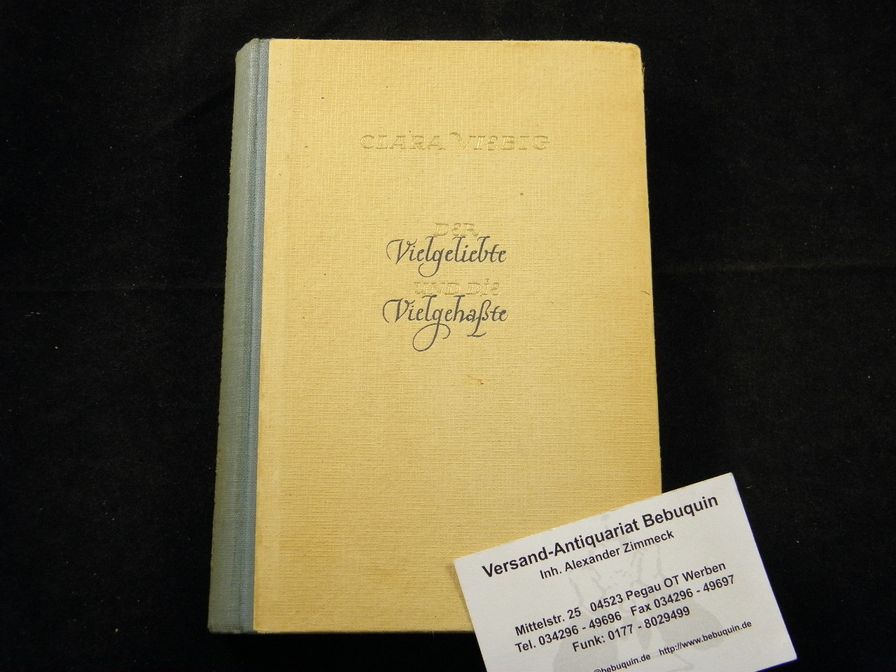 CLARA VIEBIG
DER
Vielgeliebte
UND DIE
Vielgehaßte
Versand-Antiquariat Bebuquin
Inh. Alexander Zimmeck
Mittelstr. 25 04523 Pegau OT Werben
Tel. 034296 - 49696 Fax 034296 - 49697
Funk: 0177 - 8029499
@bebuquin.de http://www.bebuquin.de